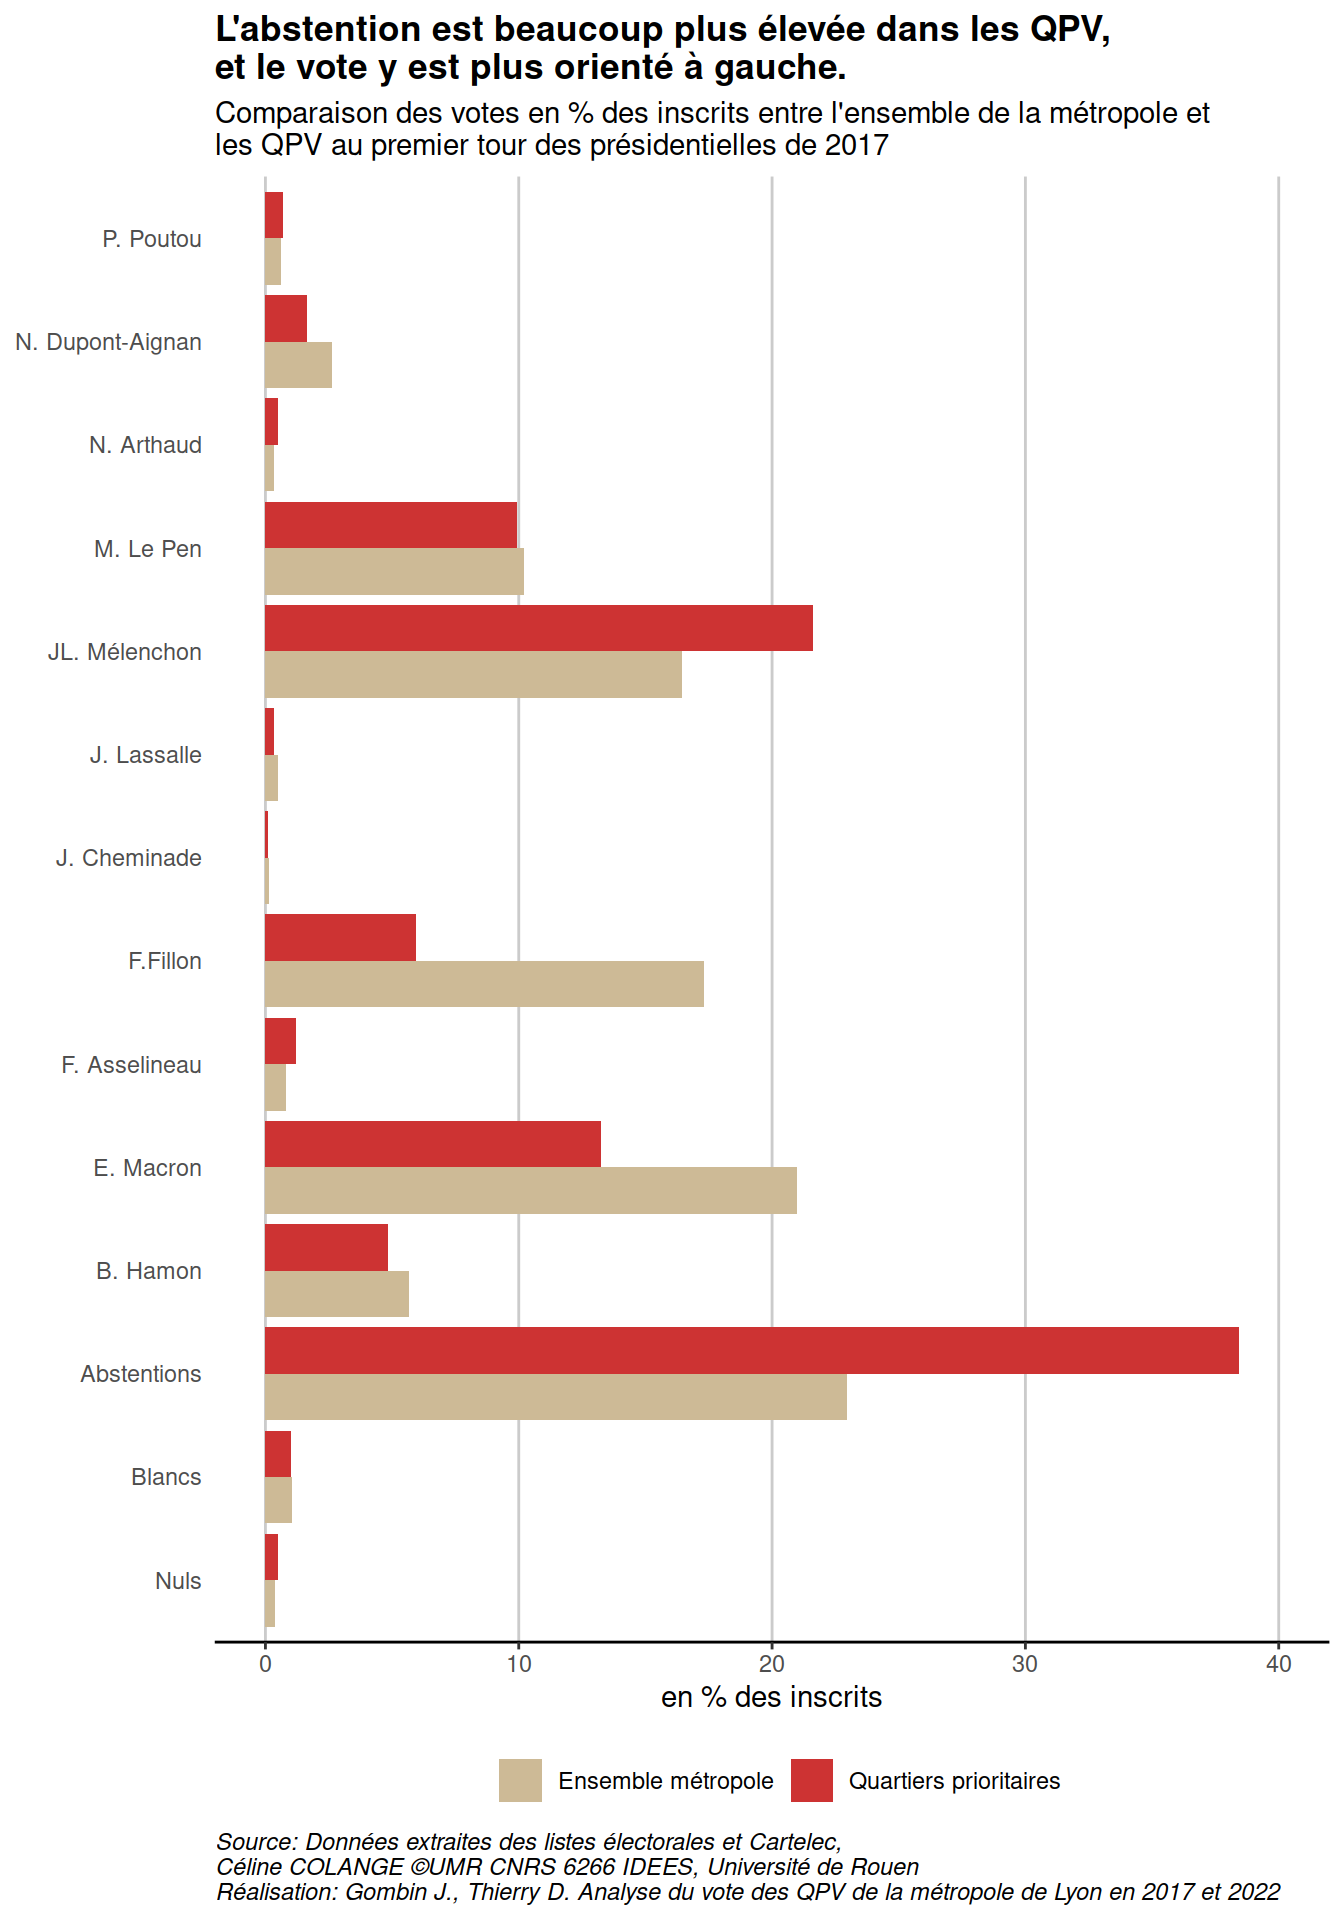 L'abstention est beaucoup plus élevée dans les QPV,
et le vote y est plus orienté à gauche.
Comparaison des votes en % des inscrits entre l'ensemble de la métropole et
les QPV au premier tour des présidentielles de 2017
P. Poutou
N. Dupont-Aignan
N. Arthaud
M. Le Pen
JL. Mélenchon
J. Lassalle
J. Cheminade
F.Fillon
F. Asselineau
E. Macron
B. Hamon
Abstentions
Blancs
Nuls
0 10 20 30 40
en % des inscrits
Ensemble métropole Quartiers prioritaires
Source: Données extraites des listes électorales et Cartelec,
Céline COLANGE ©UMR CNRS 6266 IDEES, Université de Rouen
Réalisation: Gombin J., Thierry D. Analyse du vote des QPV de la métropole de Lyon en 2017 et 2022